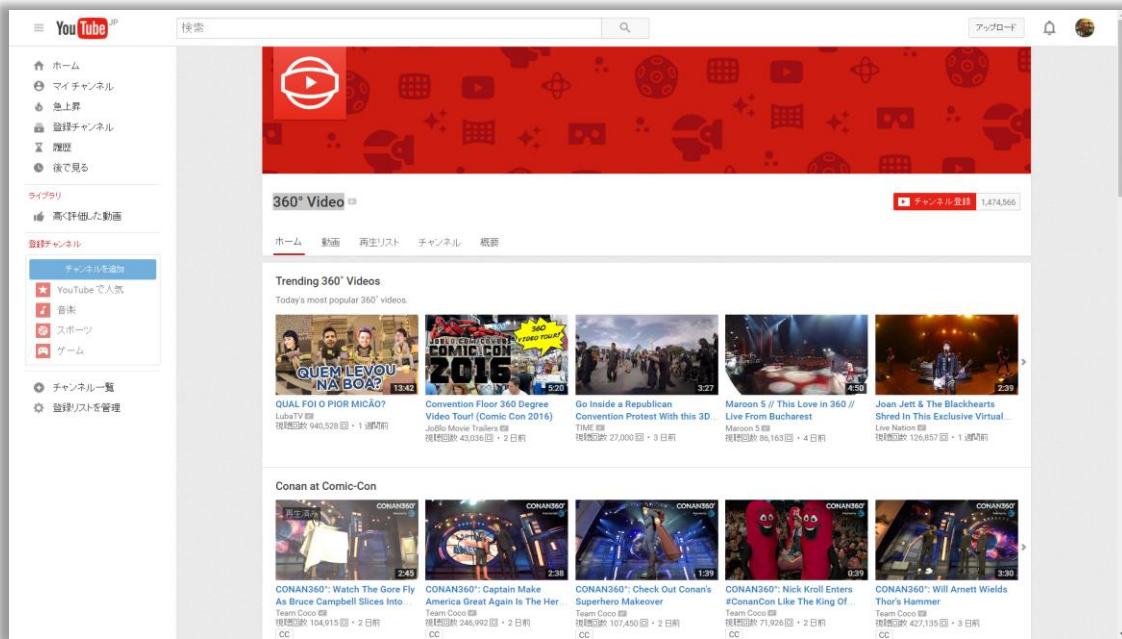 YouTube JP
検索
アップロード
ホーム
マイチャンネル
急上昇
登録チャンネル
履歴
後で見る
ライブラリ
高く評価した動画
登録チャンネル
チャンネルを追加
YouTube で人気
音楽
スポーツ
ゲーム
チャンネル一覧
登録リストを管理
360° Video
チャンネル登録 1,474,566
ホーム 動画 再生リスト チャンネル 概要
Trending 360° Videos
Today's most popular 360° videos.
QUEM LEVOU
NA BOA?
13:42
JOBLO.COM COVERS
COMIC CON
2016
360
VIDEO TOUR!
5:20
3:27
4:50
2:39
QUAL FOI O PIOR MICÃO?
LubaTV
視聴回数 940,528 回 • 1 週間前
Convention Floor 360 Degree
Video Tour! (Comic Con 2016)
JoBlo Movie Trailers
視聴回数 43,036 回 • 2 日前
Go Inside a Republican
Convention Protest With this 3D...
TIME
視聴回数 27,000 回 • 3 日前
Maroon 5 // This Love in 360 //
Live From Bucharest
Maroon 5
視聴回数 86,163 回 • 4 日前
Joan Jett & The Blackhearts
Shred In This Exclusive Virtual...
Live Nation
視聴回数 126,857 回 • 1 週間前
Conan at Comic-Con
再生済み
CONAN360°
2:45
CONAN360°
2:38
CONAN360°
1:39
CONAN360°
0:39
CONAN360°
3:30
CONAN360°: Watch The Gore Fly
As Bruce Campbell Slices Into...
Team Coco
視聴回数 104,915 回 • 2 日前
CC
CONAN360°: Captain Make
America Great Again Is The Her...
Team Coco
視聴回数 246,992 回 • 2 日前
CC
CONAN360°: Check Out Conan's
Superhero Makeover
Team Coco
視聴回数 107,450 回 • 2 日前
CC
CONAN360°: Nick Kroll Enters
#ConanCon Like The King Of...
Team Coco
視聴回数 71,926 回 • 2 日前
CC
CONAN360°: Will Arnett Wields
Thor's Hammer
Team Coco
視聴回数 427,135 回 • 3 日前
CC